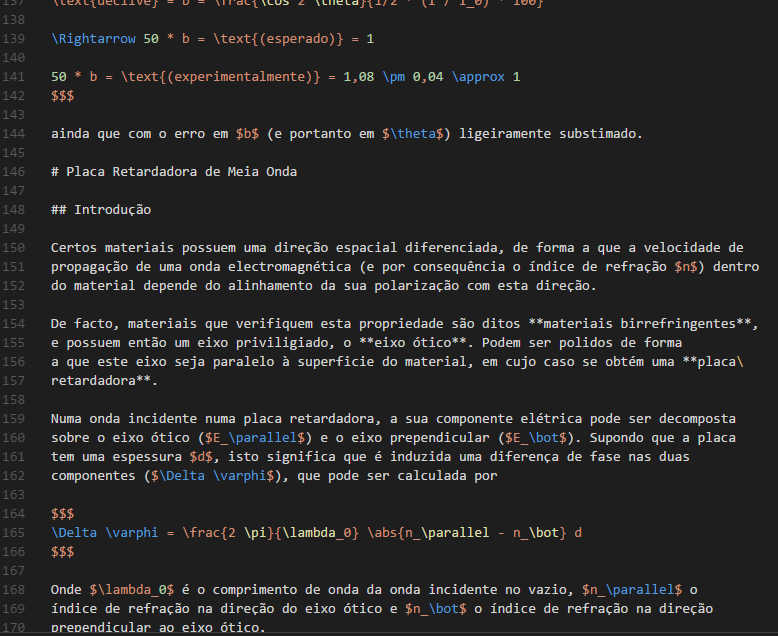 137 \text{declive} = b = \frac{\cos^2 \theta}{1/2 * (I / I_0) * 100}
138
139 \Rightarrow 50 * b = \text{(esperado)} = 1
140
141 50 * b = \text{(experimentalmente)} = 1,08 \pm 0,04 \approx 1
142 $$$
143
144 ainda que com o erro em $b$ (e portanto em $\theta$) ligeiramente substimado.
145
146 # Placa Retardadora de Meia Onda
147
148 ## Introdução
149
150 Certos materiais possuem uma direção espacial diferenciada, de forma a que a velocidade de
151 propagação de uma onda electromagnética (e por consequência o índice de refração $n$) dentro
152 do material depende do alinhamento da sua polarização com esta direção.
153
154 De facto, materiais que verifiquem esta propriedade são ditos **materiais birrefringentes**,
155 e possuem então um eixo priviligiado, o **eixo ótico**. Podem ser polidos de forma
156 a que este eixo seja paralelo à superficie do material, em cujo caso se obtém uma **placa\
157 retardadora**.
158
159 Numa onda incidente numa placa retardadora, a sua componente elétrica pode ser decomposta
160 sobre o eixo ótico ($E_\parallel$) e o eixo prependicular ($E_\bot$). Supondo que a placa
161 tem uma espessura $d$, isto significa que é induzida uma diferença de fase nas duas
162 componentes ($\Delta \varphi$), que pode ser calculada por
163
164 $$$
165 \Delta \varphi = \frac{2 \pi}{\lambda_0} \abs{n_\parallel - n_\bot} d
166 $$$
167
168 Onde $\lambda_0$ é o comprimento de onda da onda incidente no vazio, $n_\parallel$ o
169 índice de refração na direção do eixo ótico e $n_\bot$ o índice de refração na direção
170 prependicular ao eixo ótico.